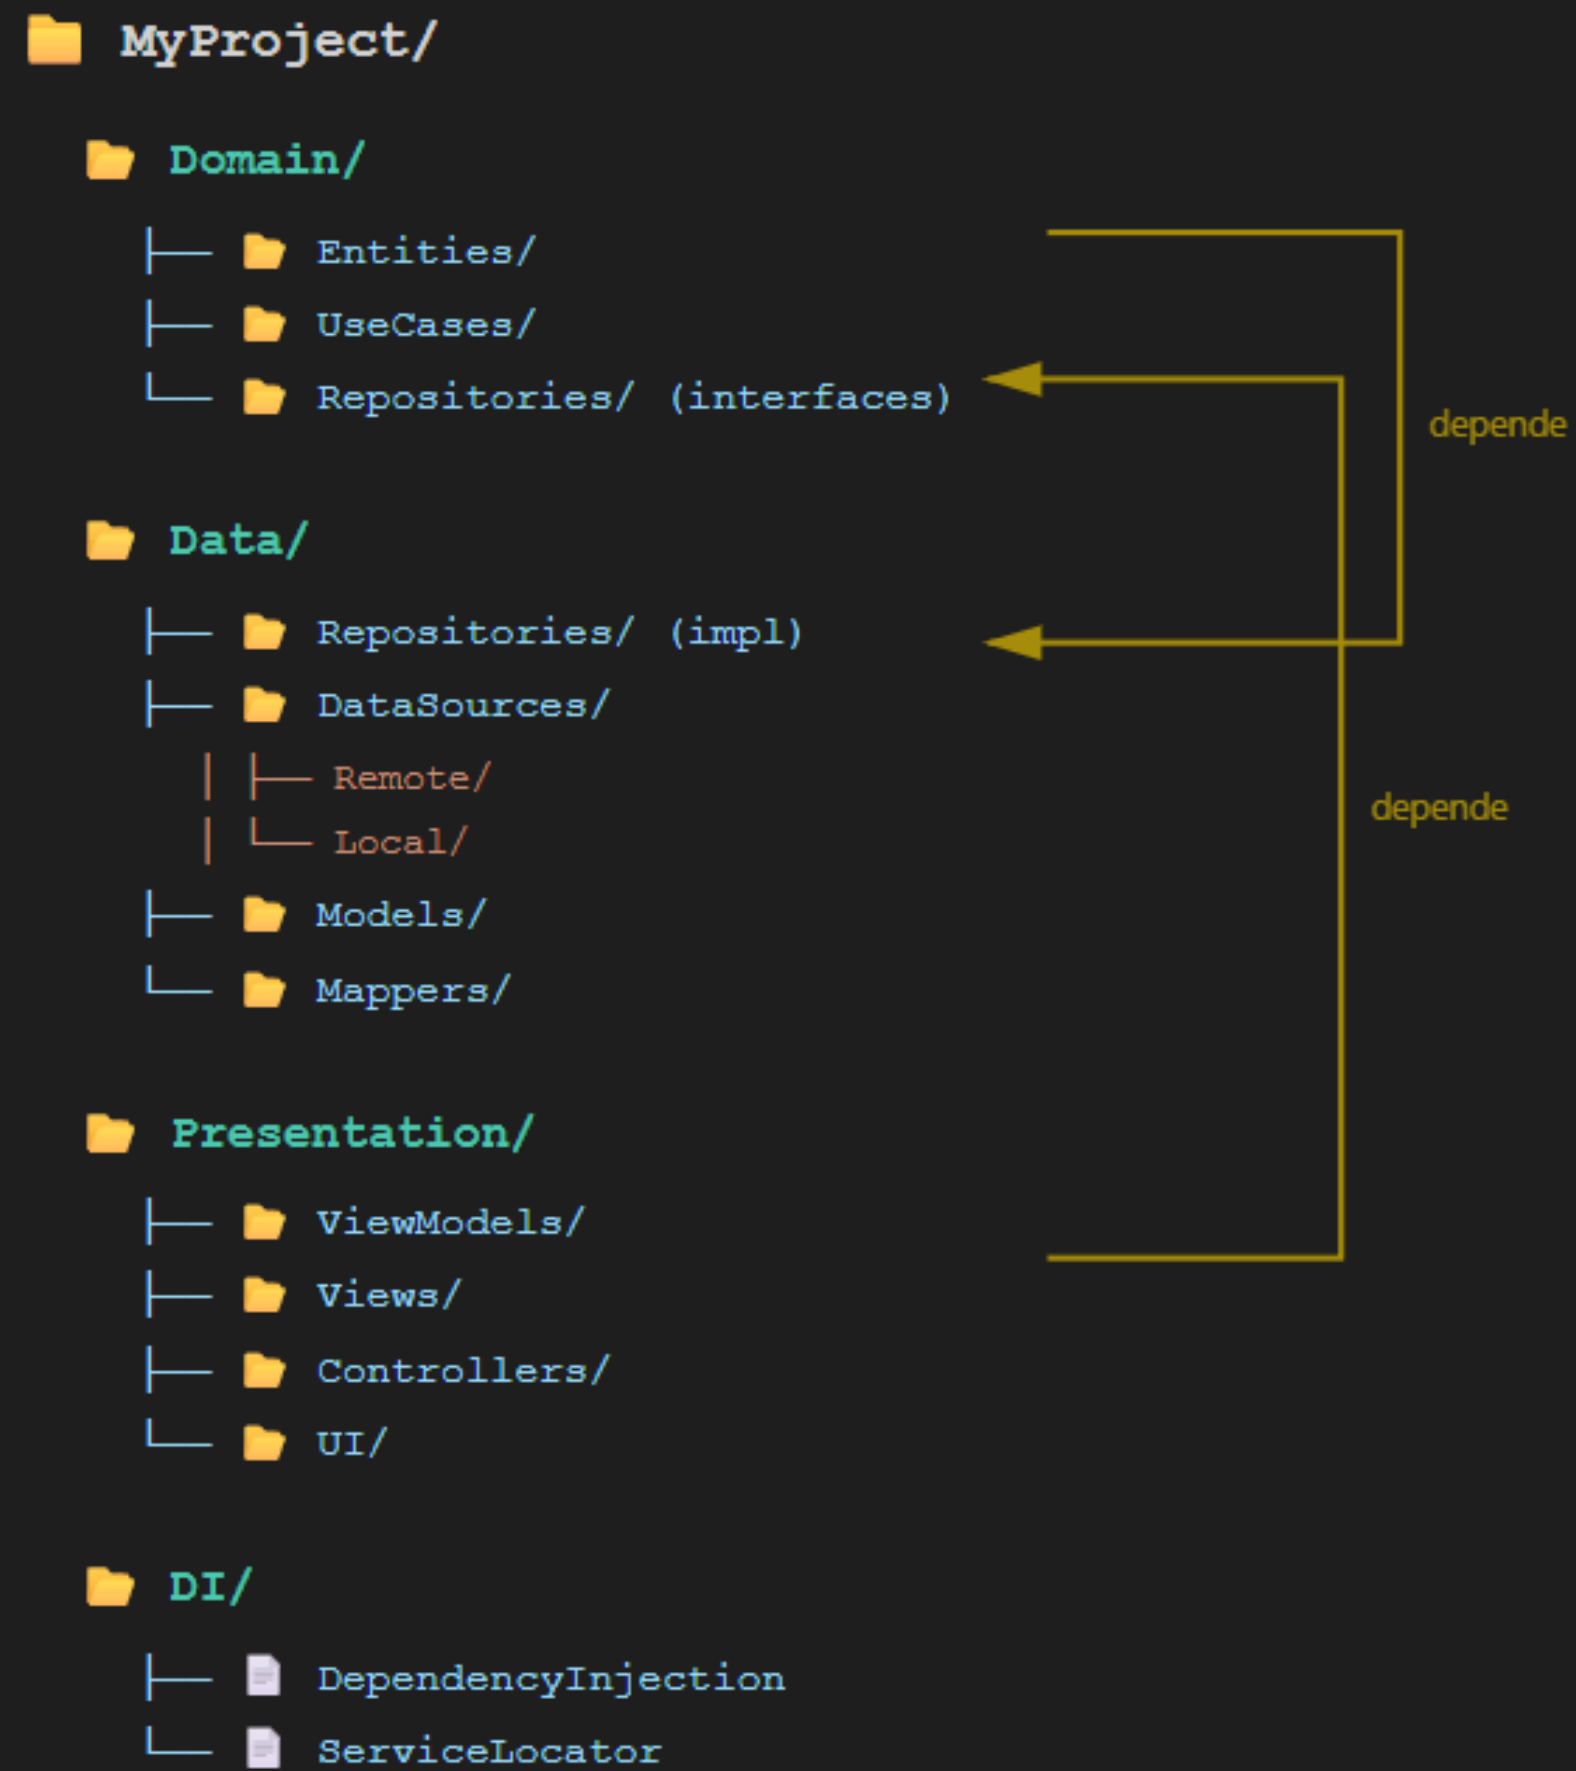 MyProject/
Domain/
├── Entities/
├── UseCases/
└── Repositories/ (interfaces)
depende
Data/
├── Repositories/ (impl)
├── DataSources/
│ ├── Remote/
depende
│ └── Local/
├── Models/
└── Mappers/
Presentation/
├── ViewModels/
├── Views/
├── Controllers/
└── UI/
DI/
├── DependencyInjection
└── ServiceLocator